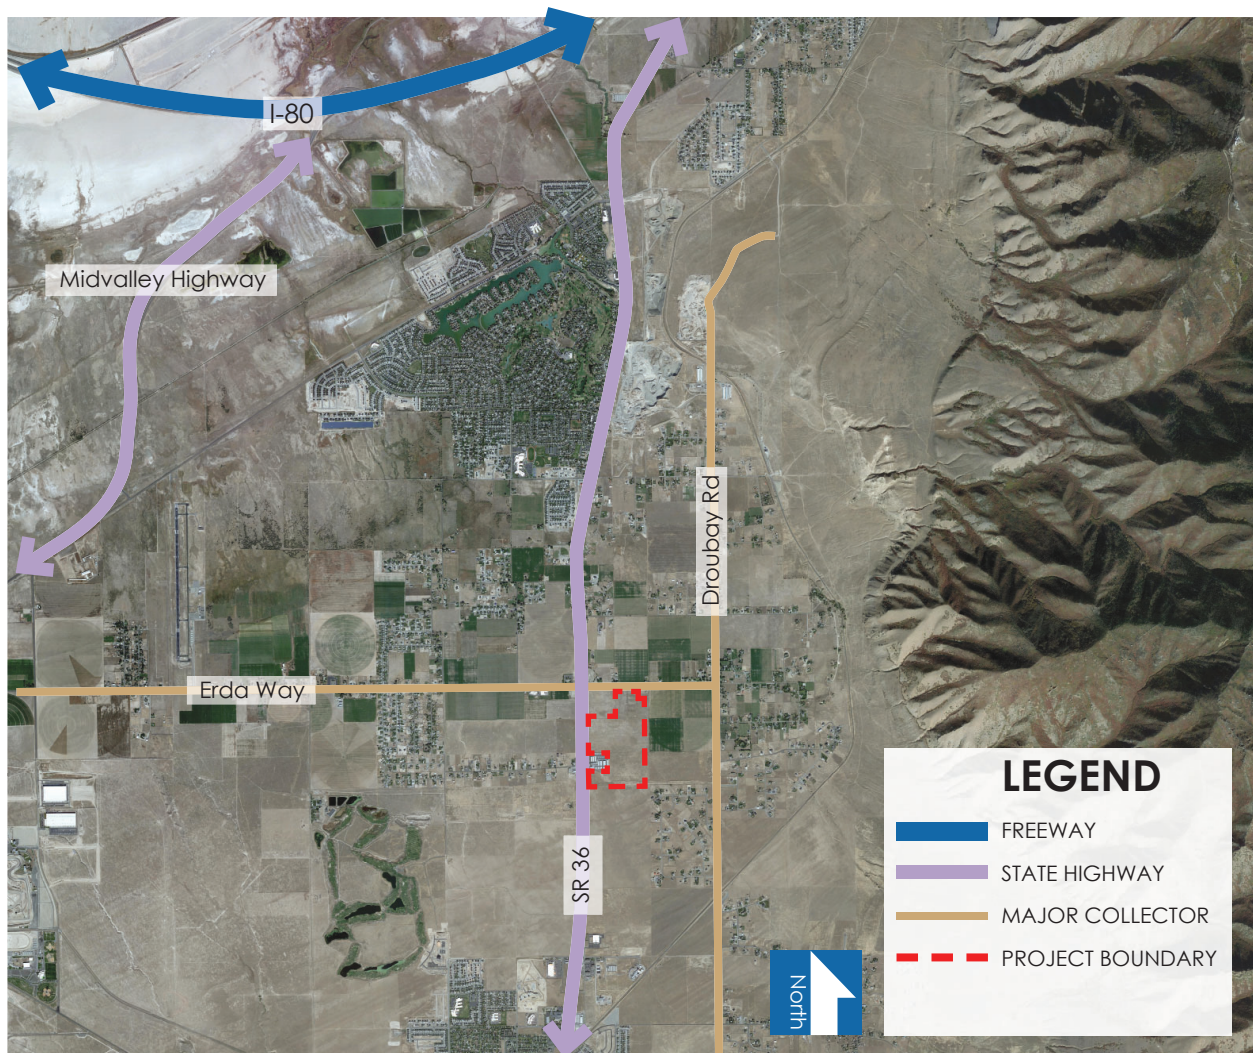 I-80
Midvalley Highway
Droubay Rd
Erda Way
SR 36
LEGEND
FREEWAY
STATE HIGHWAY
MAJOR COLLECTOR
PROJECT BOUNDARY
North